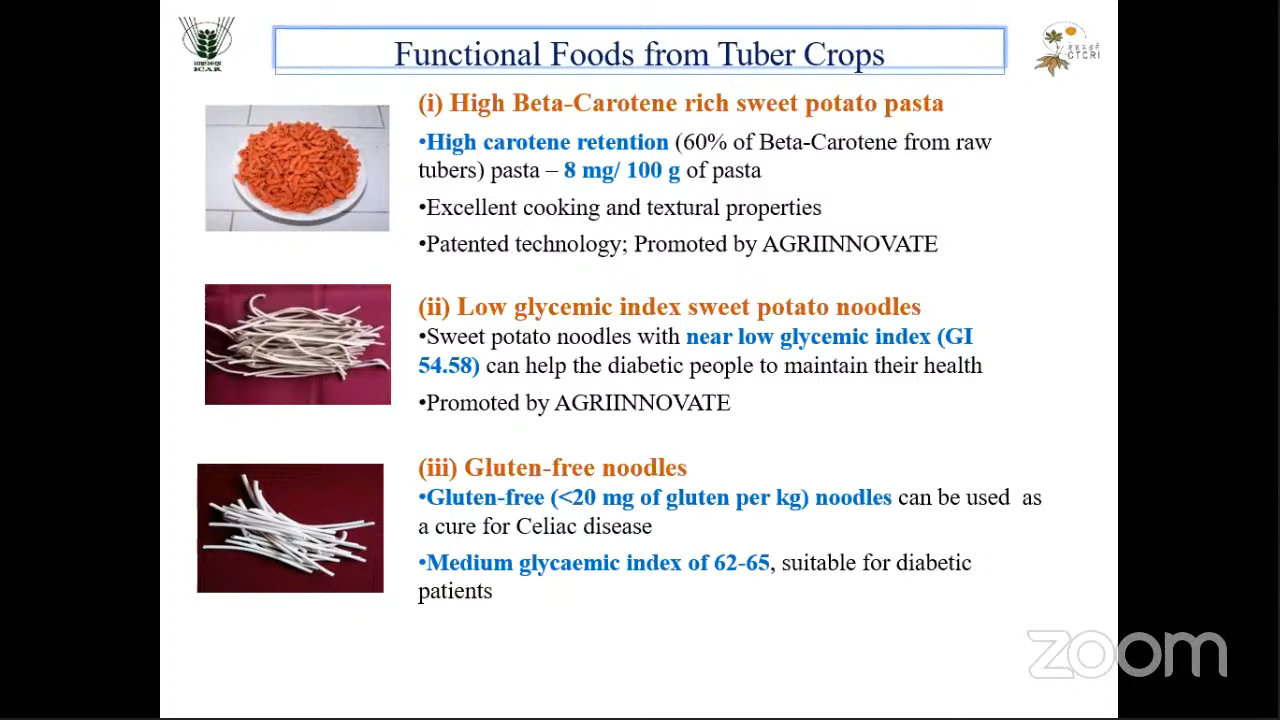 ICAR
Functional Foods from Tuber Crops
CTCRI
(i) High Beta-Carotene rich sweet potato pasta
•High carotene retention (60% of Beta-Carotene from raw
tubers) pasta – 8 mg/ 100 g of pasta
•Excellent cooking and textural properties
•Patented technology; Promoted by AGRIINNOVATE
(ii) Low glycemic index sweet potato noodles
•Sweet potato noodles with near low glycemic index (GI
54.58) can help the diabetic people to maintain their health
•Promoted by AGRIINNOVATE
(iii) Gluten-free noodles
•Gluten-free (<20 mg of gluten per kg) noodles can be used as
a cure for Celiac disease
•Medium glycaemic index of 62-65, suitable for diabetic
patients
zoom